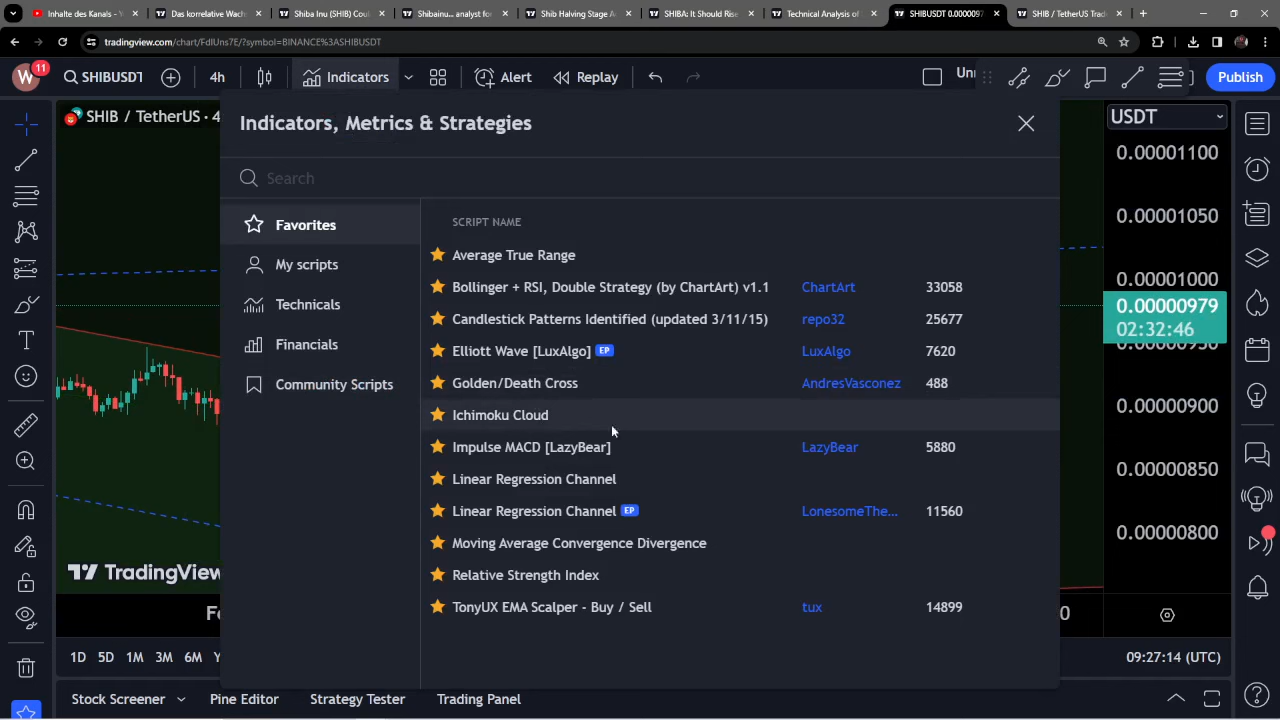 Inhalte des Kanals - 
Das korrelative Wach
Shiba Inu (SHIB) Cou
Shibainu... analyst fo
Shib Halving Stage A
SHIBA: It Should Rise
Technical Analysis of
SHIBUSDT 0.0000097
SHIB / TetherUS Trad
tradingview.com/chart/FdlUns7E/?symbol=BINANCE%3ASHIBUSDT
W
11
SHIBUSDT
4h
Indicators
Alert
Replay
Publish
SHIB / TetherUS · 4
USDT
Indicators, Metrics & Strategies
Search
Favorites
My scripts
Technicals
Financials
Community Scripts
SCRIPT NAME
Average True Range
Bollinger + RSI, Double Strategy (by ChartArt) v1.1 ChartArt 33058
Candlestick Patterns Identified (updated 3/11/15) repo32 25677
Elliott Wave [LuxAlgo] EP LuxAlgo 7620
Golden/Death Cross AndresVasconez 488
Ichimoku Cloud
Impulse MACD [LazyBear] LazyBear 5880
Linear Regression Channel
Linear Regression Channel EP LonesomeThe... 11560
Moving Average Convergence Divergence
Relative Strength Index
TonyUX EMA Scalper - Buy / Sell tux 14899
0.00001100
0.00001050
0.00001000
0.00000979
02:32:46
0.00000900
0.00000850
0.00000800
TradingView
1D 5D 1M 3M 6M
09:27:14 (UTC)
Stock Screener
Pine Editor
Strategy Tester
Trading Panel